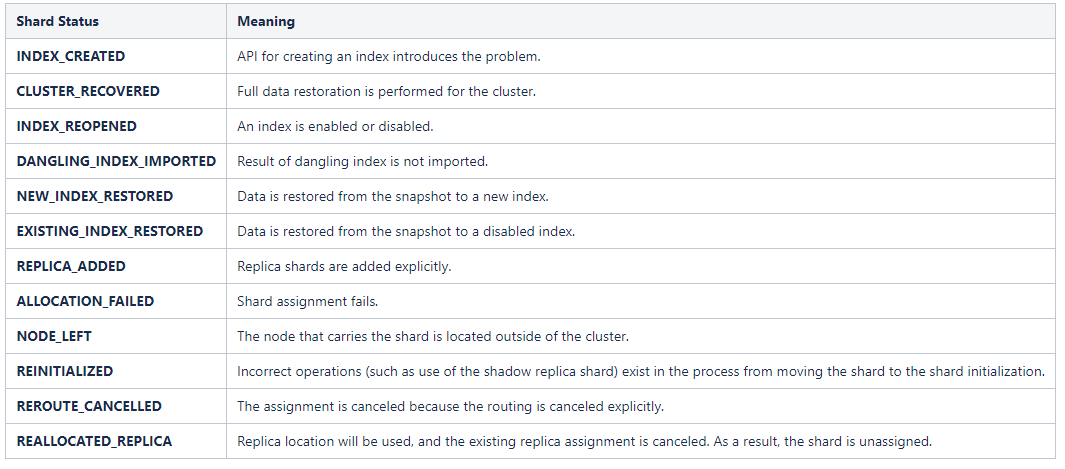 Shard Status Meaning
INDEX_CREATED API for creating an index introduces the problem.
CLUSTER_RECOVERED Full data restoration is performed for the cluster.
INDEX_REOPENED An index is enabled or disabled.
DANGLING_INDEX_IMPORTED Result of dangling index is not imported.
NEW_INDEX_RESTORED Data is restored from the snapshot to a new index.
EXISTING_INDEX_RESTORED Data is restored from the snapshot to a disabled index.
REPLICA_ADDED Replica shards are added explicitly.
ALLOCATION_FAILED Shard assignment fails.
NODE_LEFT The node that carries the shard is located outside of the cluster.
REINITIALIZED Incorrect operations (such as use of the shadow replica shard) exist in the process from moving the shard to the shard initialization.
REROUTE_CANCELLED The assignment is canceled because the routing is canceled explicitly.
REALLOCATED_REPLICA Replica location will be used, and the existing replica assignment is canceled. As a result, the shard is unassigned.